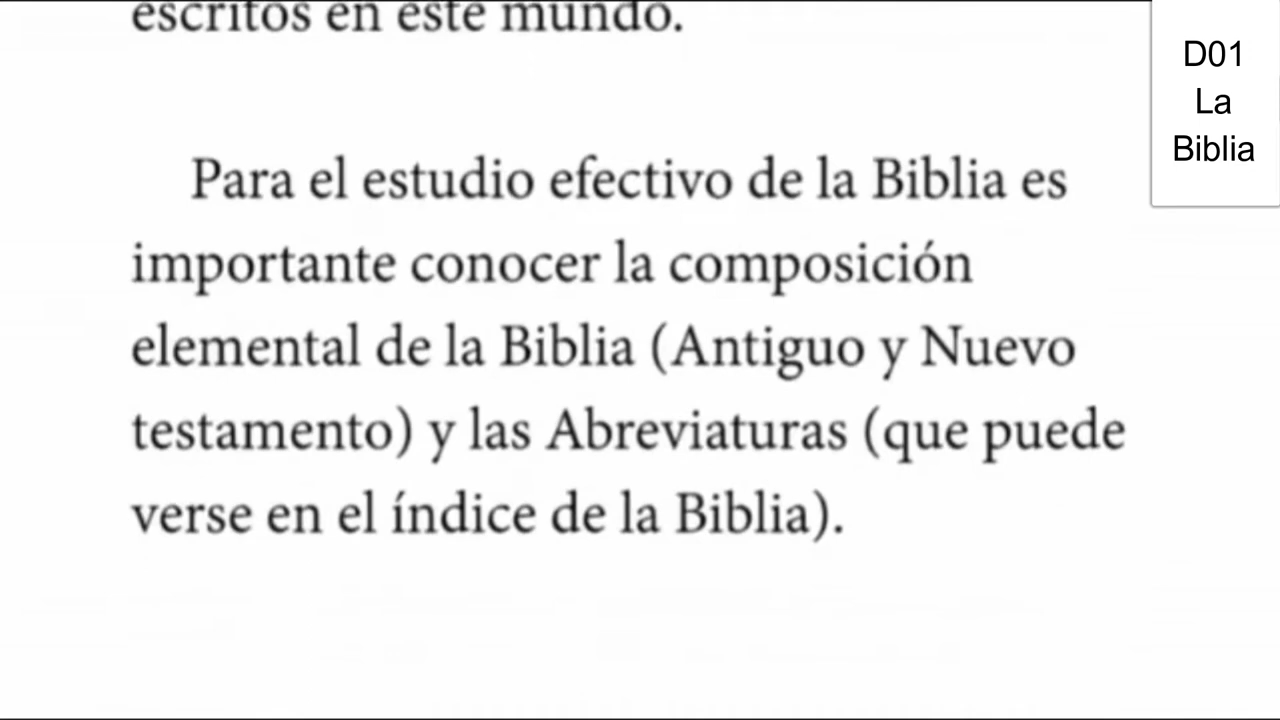 escritos en este mundo.
Para el estudio efectivo de la Biblia es
importante conocer la composición
elemental de la Biblia (Antiguo y Nuevo
testamento) y las Abreviaturas (que puede
verse en el índice de la Biblia).
D01
La
Biblia